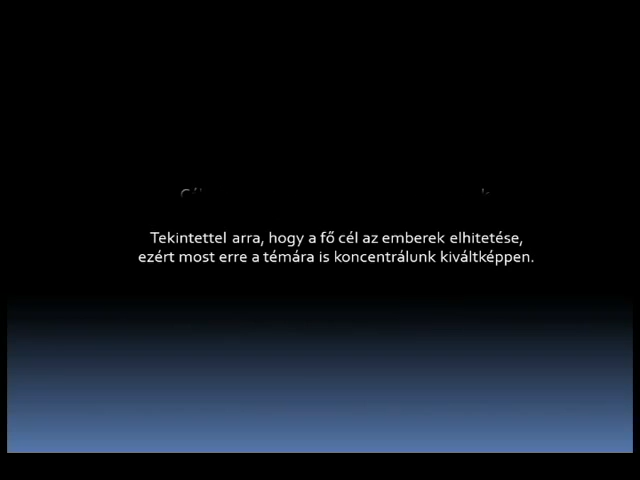 Tekintettel arra, hogy a fő cél az emberek elhitetése,
ezért most erre a témára is koncentrálunk kiváltképpen.